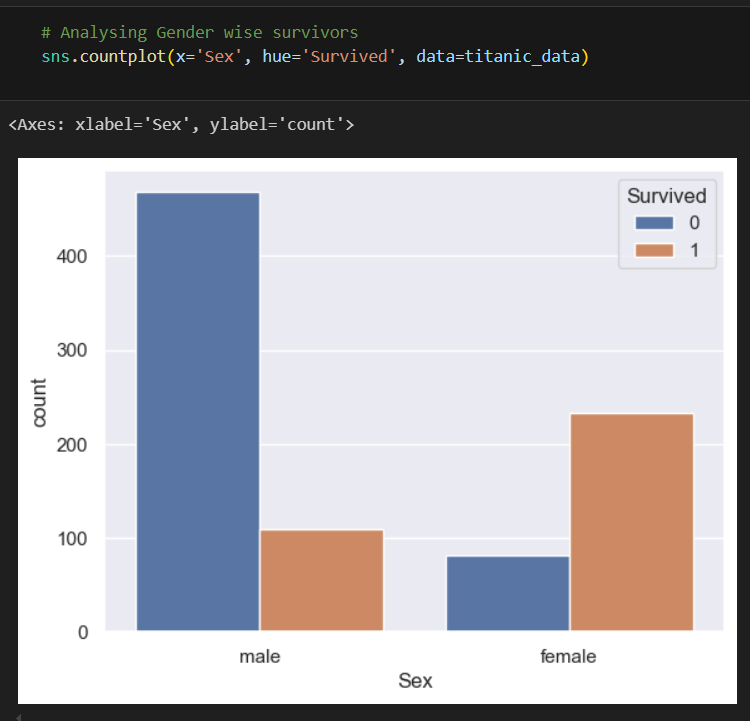 # Analysing Gender wise survivors
sns.countplot(x='Sex', hue='Survived', data=titanic_data)
<Axes: xlabel='Sex', ylabel='count'>
Survived
0
1
400
300
200
100
0
count
male
female
Sex